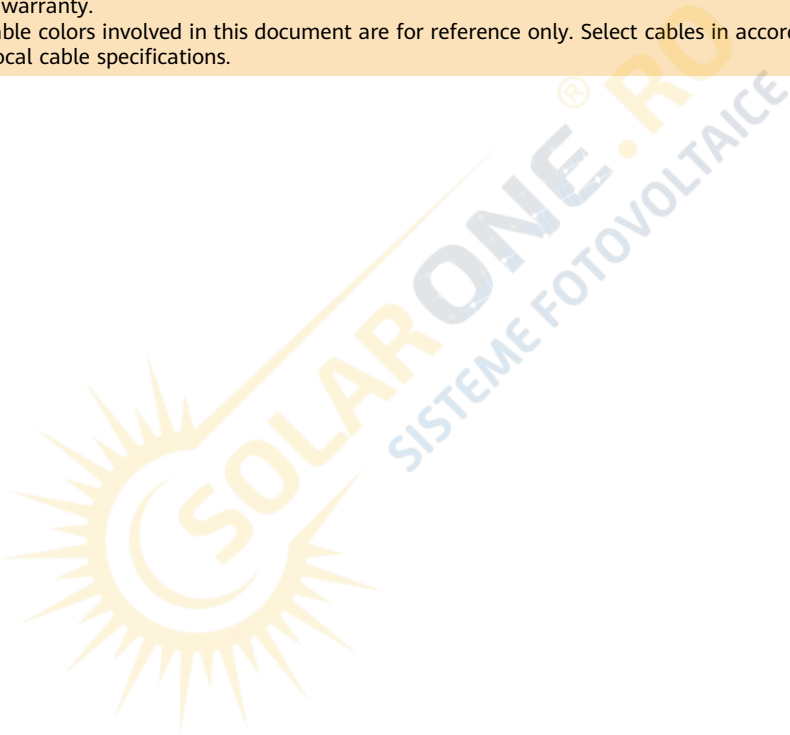 warranty.
ble colors involved in this document are for reference only. Select cables in accor
ocal cable specifications.
SOLARONE.RO
®
SISTEME FOTOVOLTAICE